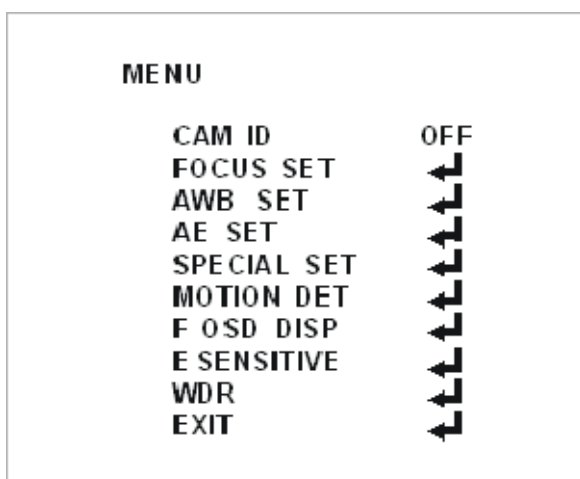 MENU
CAM ID OFF
FOCUS SET
AWB SET
AE SET
SPECIAL SET
MOTION DET
F OSD DISP
E SENSITIVE
WDR
EXIT